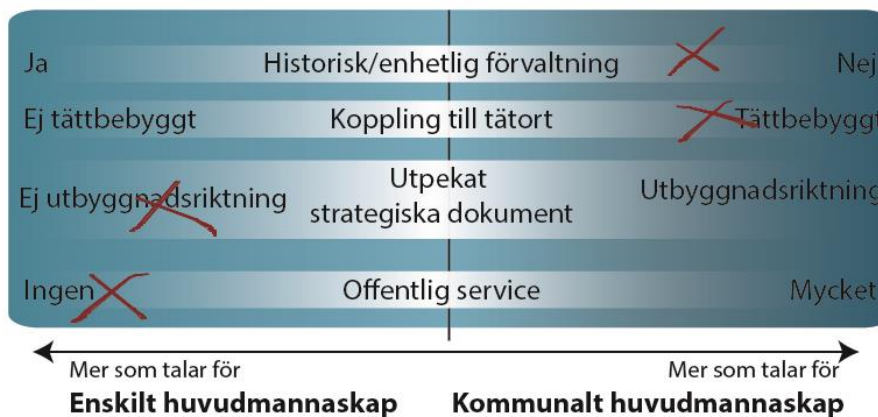 Ja Historisk/enhetlig förvaltning Nej
Ej tättbebyggt Koppling till tätort Tättbebyggt
Ej utbyggnadsriktning Utpekat strategiska dokument Utbyggnadsriktning
Ingen Offentlig service Mycket
Mer som talar för Mer som talar för
Enskilt huvudmannaskap Kommunalt huvudmannaskap